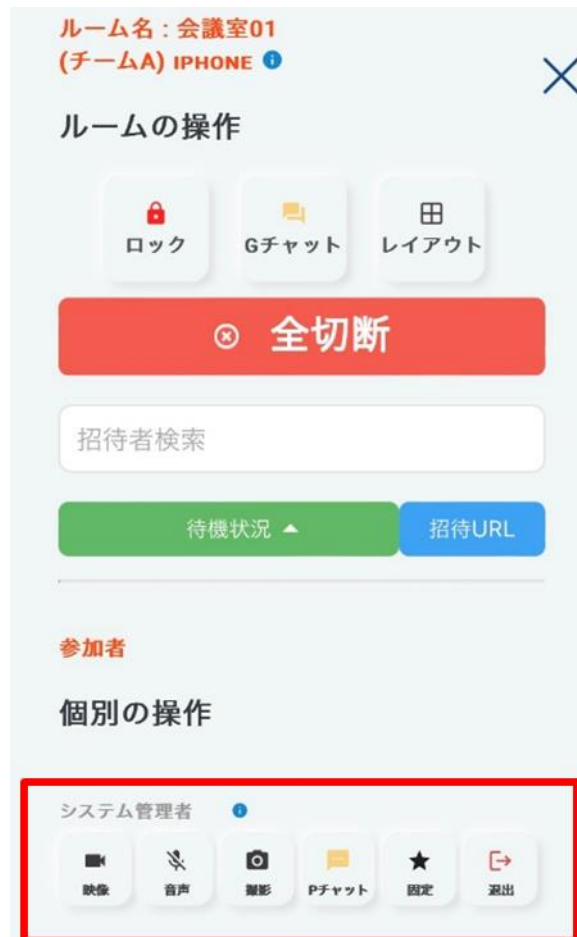 ルーム名：会議室01
(チームA) IPHONE
ルームの操作
ロック Gチャット レイアウト
全切断
招待者検索
待機状況 招待URL
参加者
個別の操作
システム管理者
映像 音声 撮影 Pチャット 固定 退出